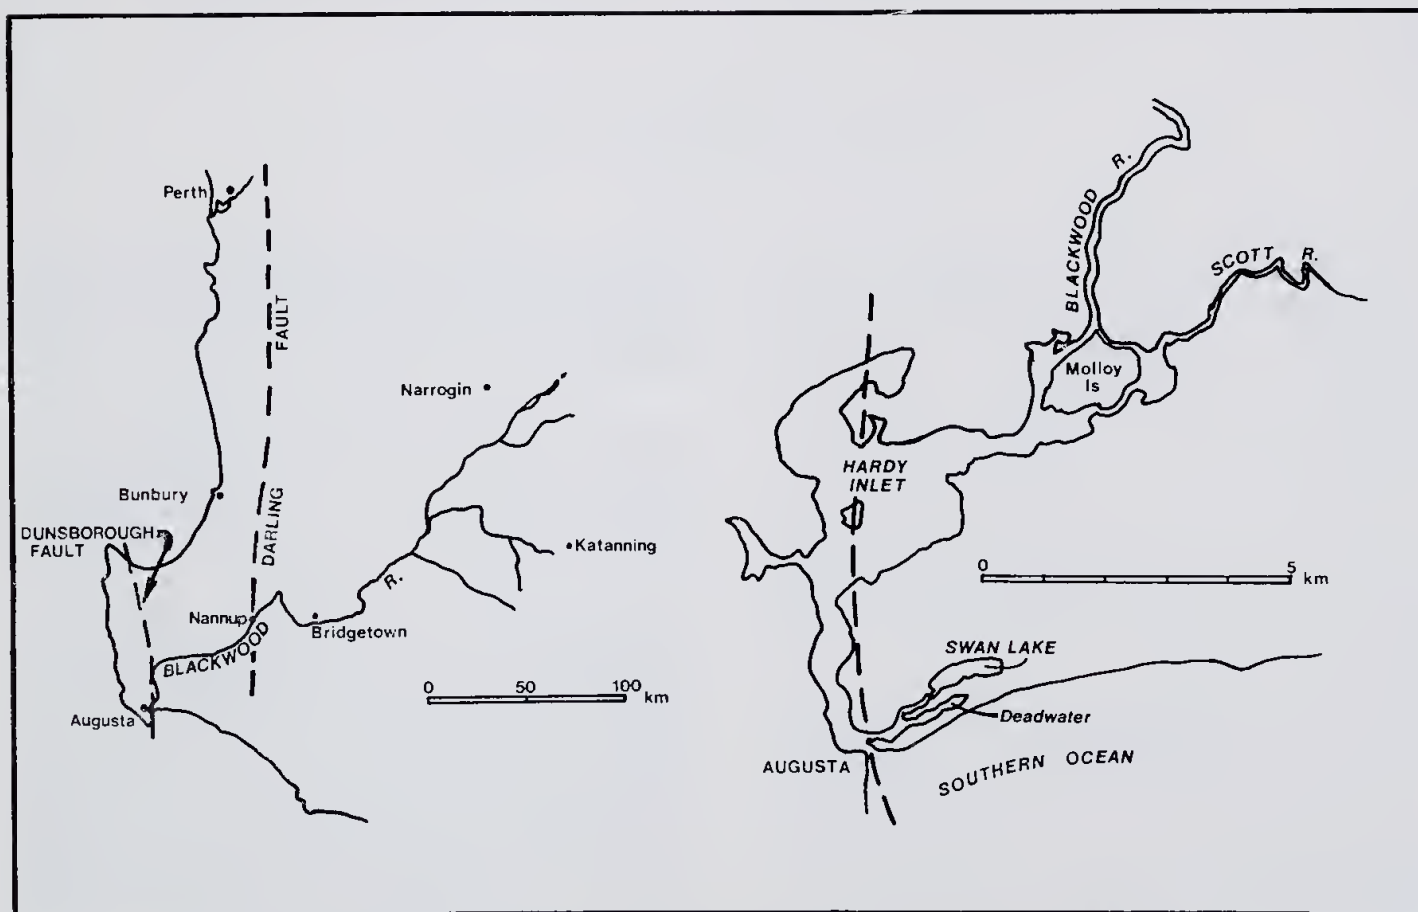 Perth
FAULT
Narrogin
Bunbury
DUNSBOROUGH
FAULT
DARLING
Katanning
R.
Nannup
Bridgetown
BLACKWOOD
0 50 100 km
Augusta
BLACKWOOD R.
SCOTT R.
Molloy
Is
HARDY
INLET
0 5
km
SWAN LAKE
Deadwater
AUGUSTA
SOUTHERN OCEAN